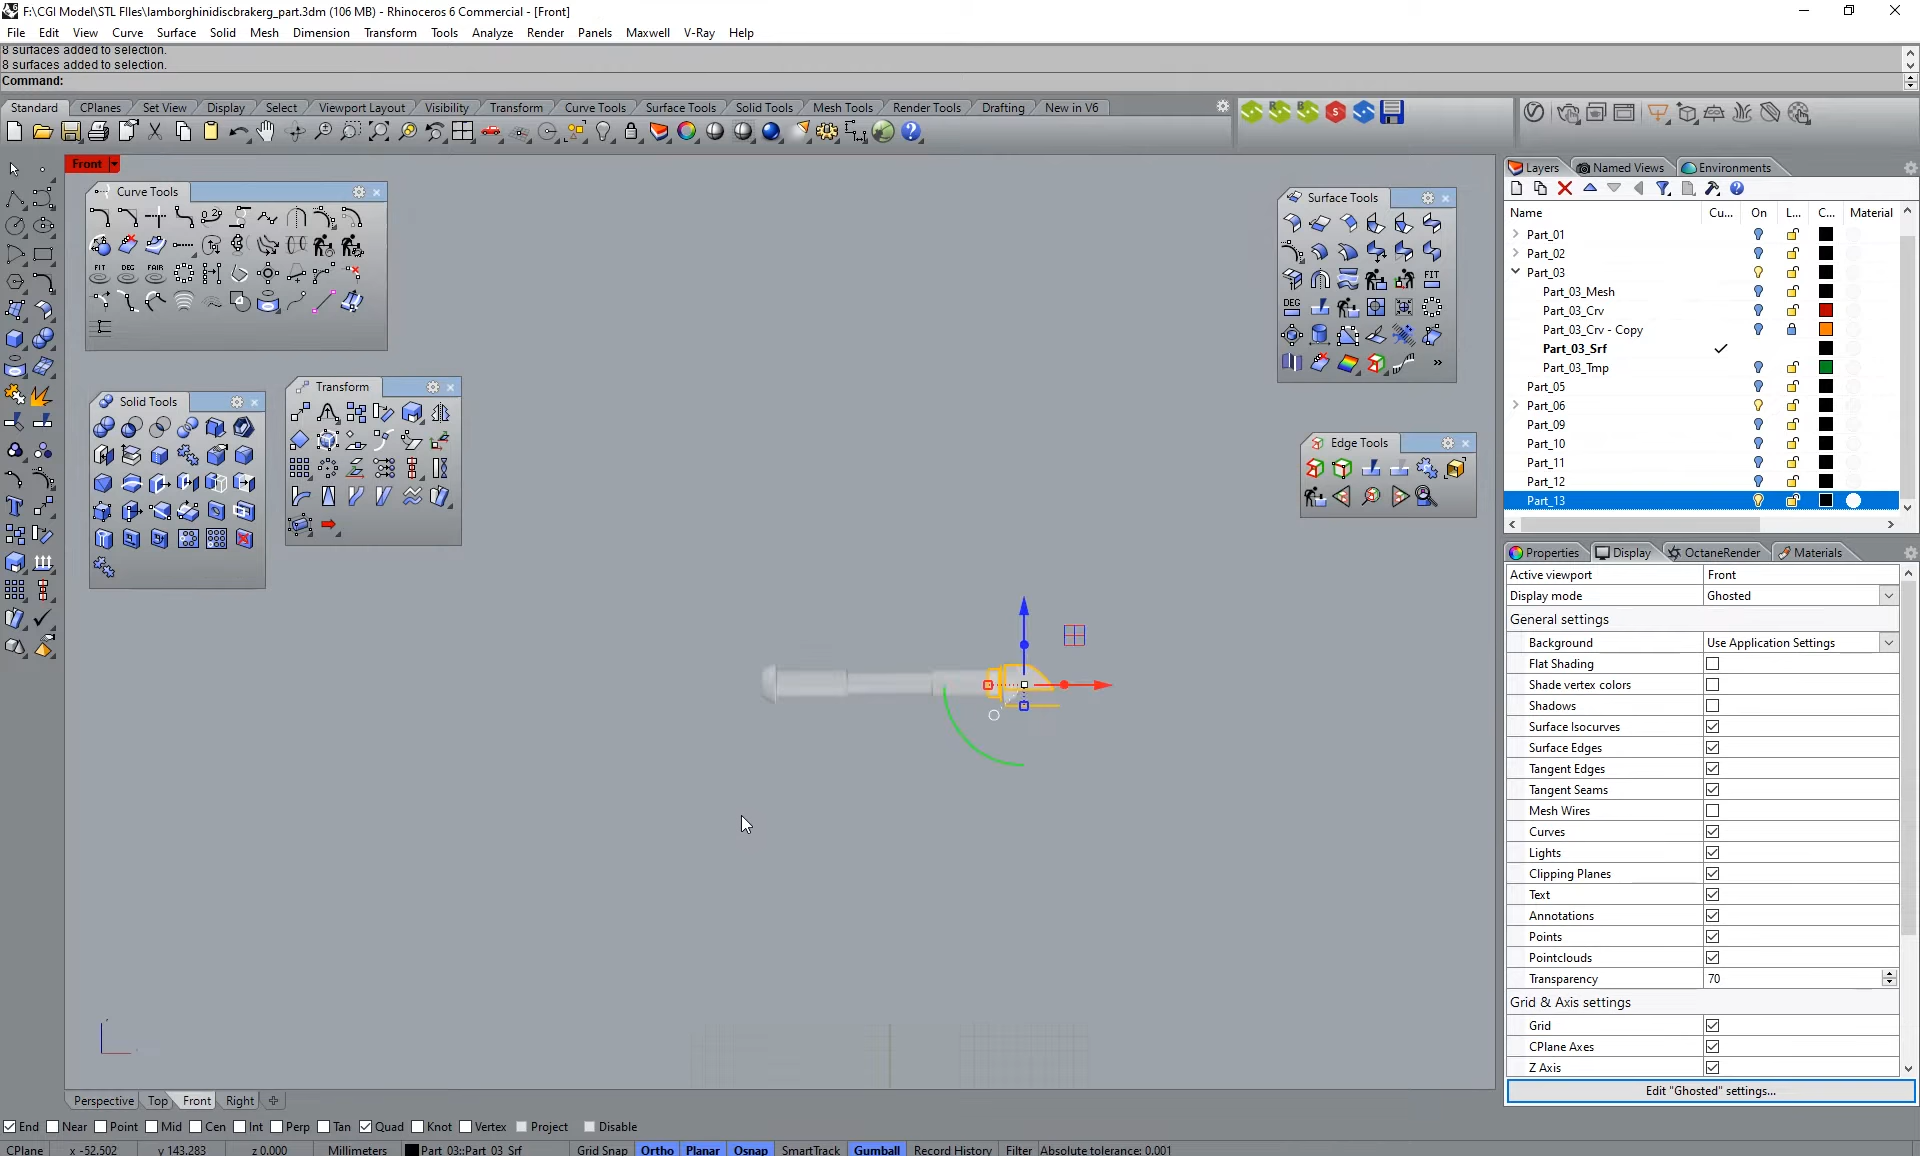 F:\CGI Model\STL FIles\lamborghinidiscbrakerg_part.3dm (106 MB) - Rhinoceros 6 Commercial - [Front]
File Edit View Curve Surface Solid Mesh Dimension Transform Tools Analyze Render Panels Maxwell V-Ray Help
8 surfaces added to selection.
8 surfaces added to selection.
Command:
Standard CPlanes Set View Display Select Viewport Layout Visibility Transform Curve Tools Surface Tools Solid Tools Mesh Tools Render Tools Drafting New in V6
Front
Curve Tools
FIT DEG FAIR
Solid Tools
Transform
Surface Tools
FIT
DEG
Edge Tools
Layers Named Views Environments
Name Cu... On L... C... Material
Part_01
Part_02
Part_03
Part_03_Mesh
Part_03_Crv
Part_03_Crv - Copy
Part_03_Srf
Part_03_Tmp
Part_05
Part_06
Part_09
Part_10
Part_11
Part_12
Part_13
Properties Display OctaneRender Materials
Active viewport Front
Display mode Ghosted
General settings
Background Use Application Settings
Flat Shading
Shade vertex colors
Shadows
Surface Isocurves
Surface Edges
Tangent Edges
Tangent Seams
Mesh Wires
Curves
Lights
Clipping Planes
Text
Annotations
Points
Pointclouds
Transparency 70
Grid & Axis settings
Grid
CPlane Axes
Z Axis
Edit "Ghosted" settings...
Perspective Top Front Right
End Near Point Mid Cen Int Perp Tan Quad Knot Vertex Project Disable
CPlane x -52.502 y 143.283 z 0.000 Millimeters Part_03::Part_03_Srf Grid Snap Ortho Planar Osnap SmartTrack Gumball Record History Filter Absolute tolerance: 0.001